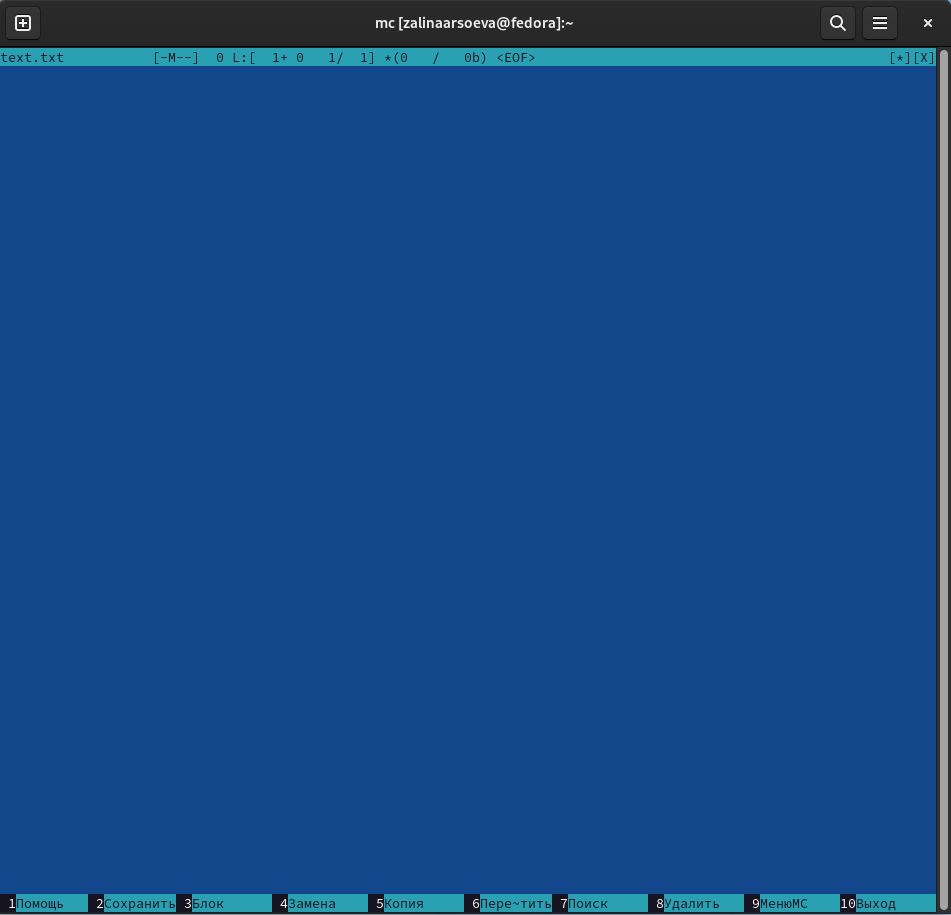 mc [zalinaarsoeva@fedora]:~
text.txt [-M--] 0 L:[ 1+ 0 1/ 1] *(0 / 0b) <EOF> [*][X]
1Помощь 2Сохранить 3Блок 4Замена 5Копия 6Пере~тить 7Поиск 8Удалить 9МенюMC 10Выход